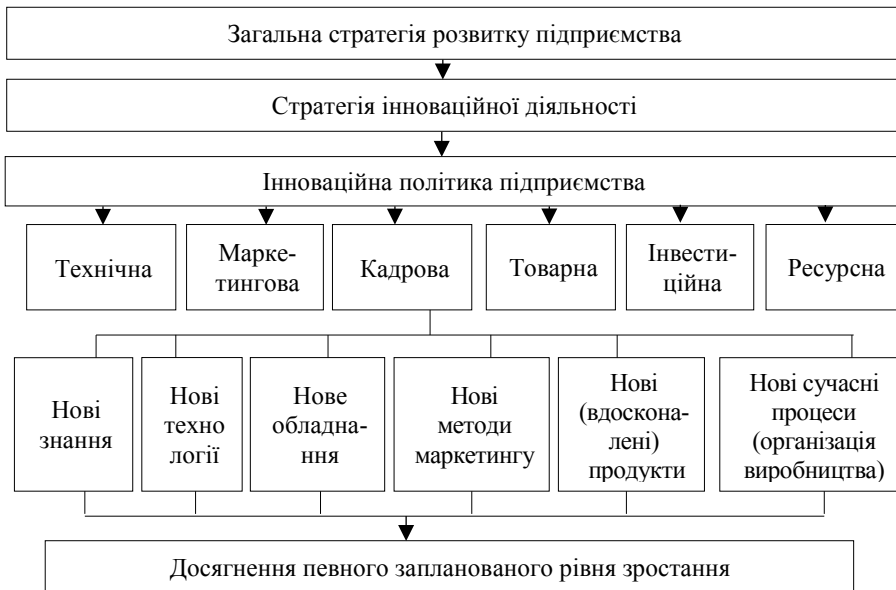 Загальна стратегія розвитку підприємства
Стратегія інноваційної діяльності
Інноваційна політика підприємства
Технічна
Марке-
тингова
Кадрова
Товарна
Інвести-
ційна
Ресурсна
Нові
знання
Нові
техно
логії
Нове
обладна-
ння
Нові
методи
маркетингу
Нові
(вдоскона-
лені)
продукти
Нові сучасні
процеси
(організація
виробництва)
Досягнення певного запланованого рівня зростання